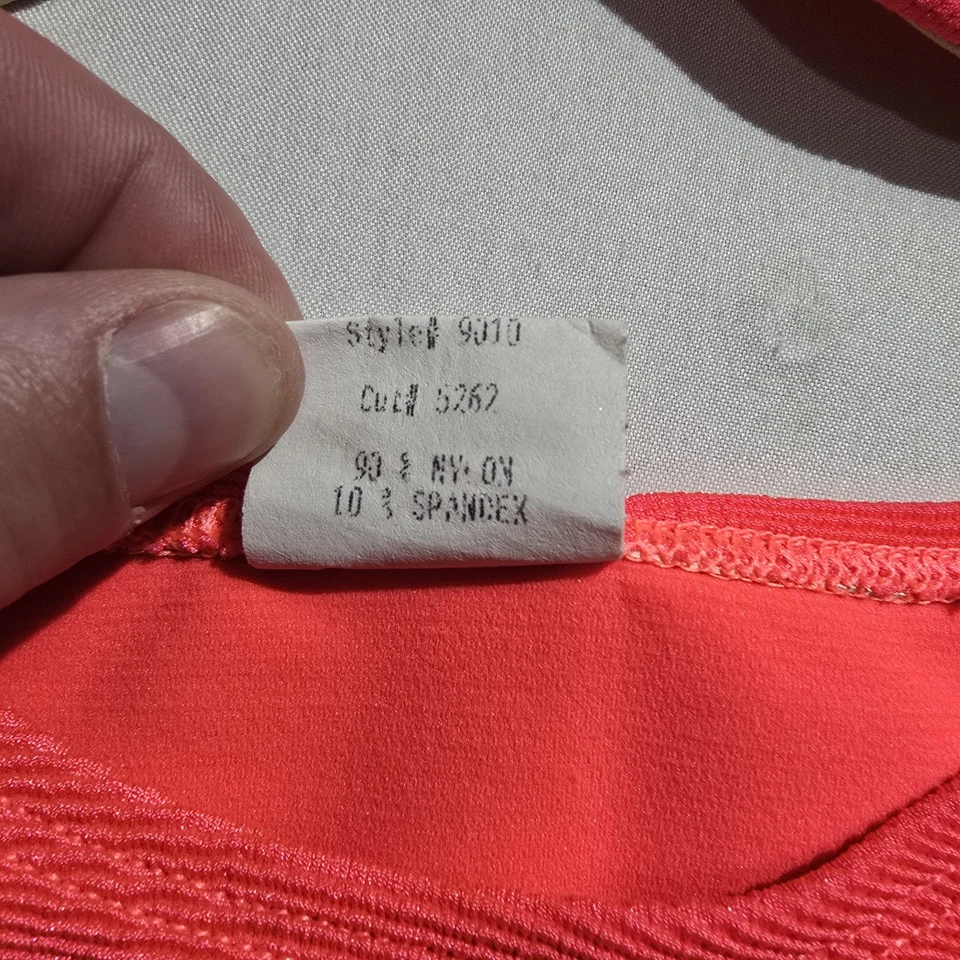 Style# 9010
Cut# 5262
90 % NYLON
10 % SPANDEX